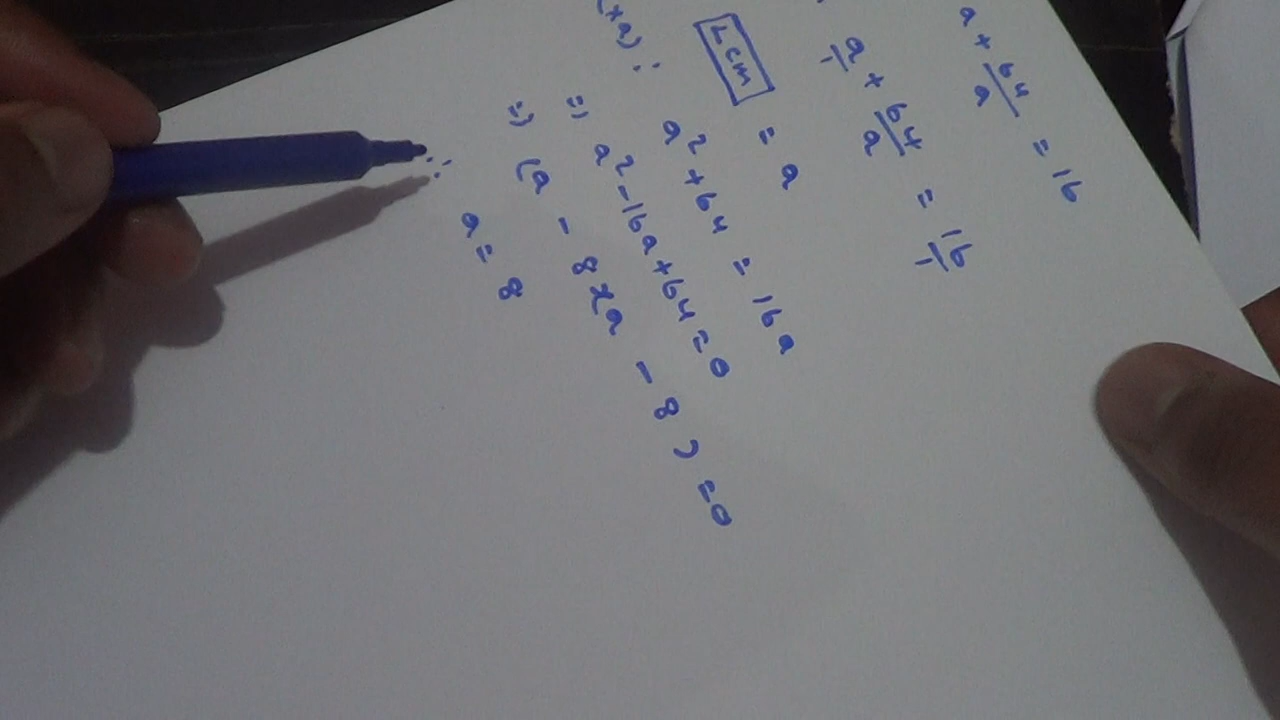 a + 64/a = 16
a/1 + 64/a = 16/1
LCM = a
(×a): a² + 64 = 16a
=) a² - 16a + 64 = 0
=) (a - 8)(a - 8) = 0
∴ a = 8